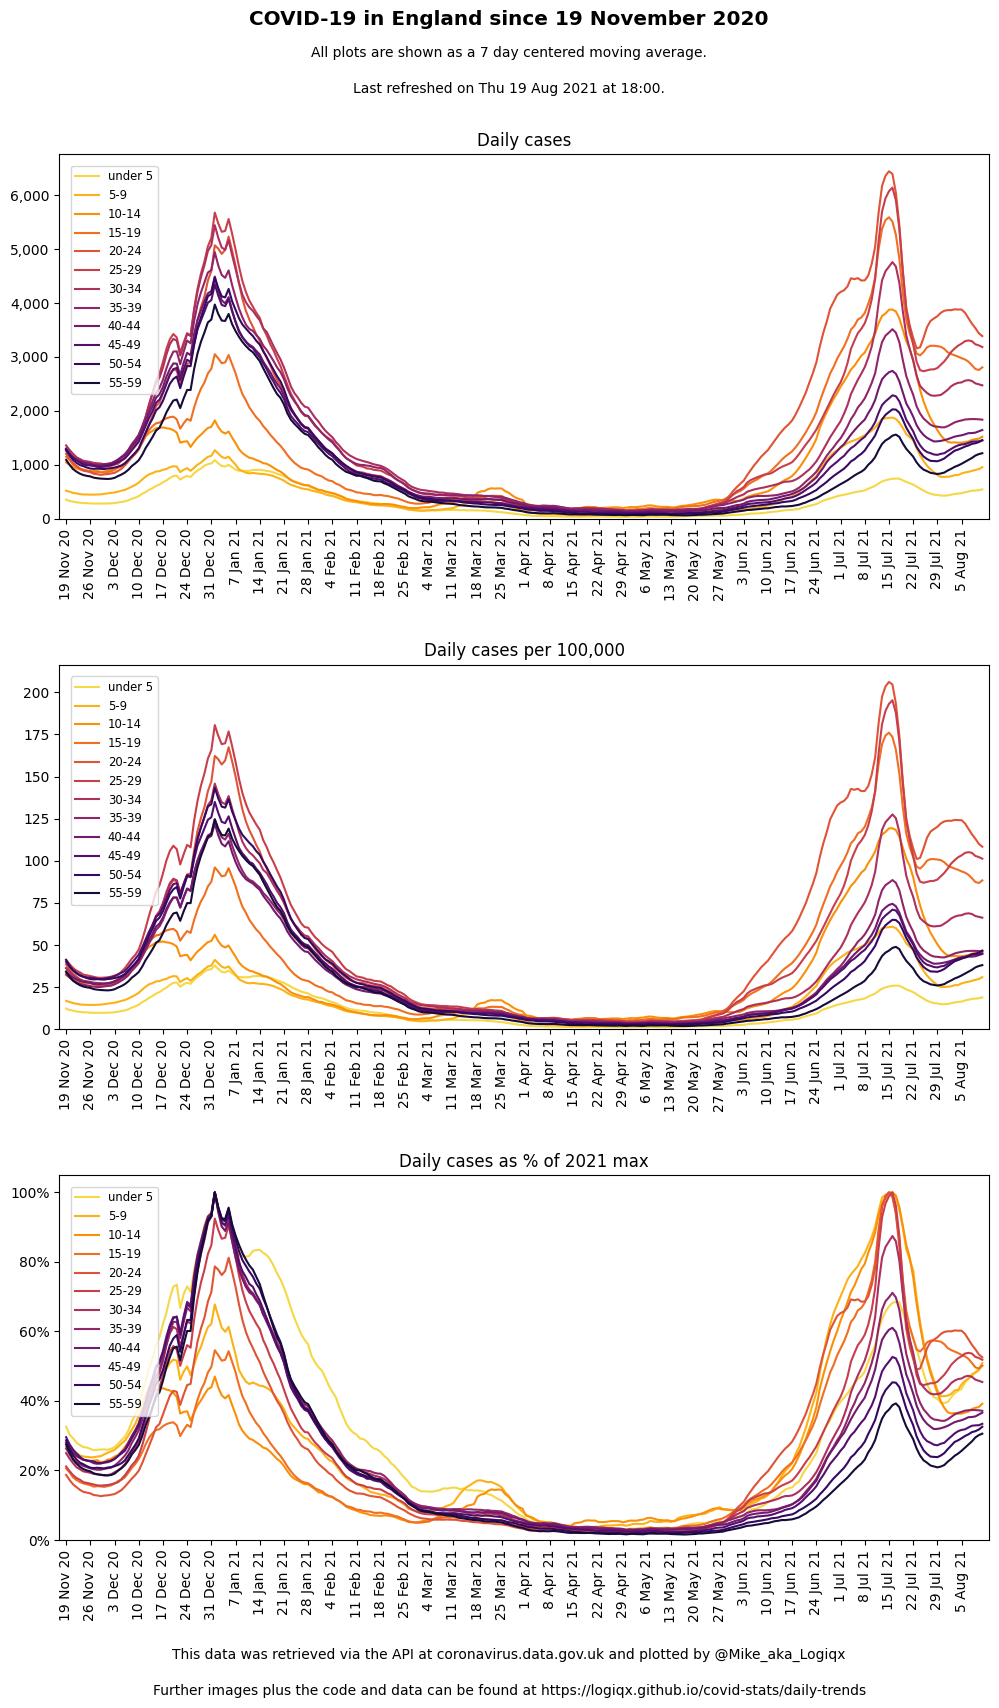 COVID-19 in England since 19 November 2020
All plots are shown as a 7 day centered moving average.
Last refreshed on Thu 19 Aug 2021 at 18:00.
Daily cases
6,000
5,000
4,000
3,000
2,000
1,000
0
under 5
5-9
10-14
15-19
20-24
25-29
30-34
35-39
40-44
45-49
50-54
55-59
19 Nov 20
26 Nov 20
3 Dec 20
10 Dec 20
17 Dec 20
24 Dec 20
31 Dec 20
7 Jan 21
14 Jan 21
21 Jan 21
28 Jan 21
4 Feb 21
11 Feb 21
18 Feb 21
25 Feb 21
4 Mar 21
11 Mar 21
18 Mar 21
25 Mar 21
1 Apr 21
8 Apr 21
15 Apr 21
22 Apr 21
29 Apr 21
6 May 21
13 May 21
20 May 21
27 May 21
3 Jun 21
10 Jun 21
17 Jun 21
24 Jun 21
1 Jul 21
8 Jul 21
15 Jul 21
22 Jul 21
29 Jul 21
5 Aug 21
Daily cases per 100,000
200
175
150
125
100
75
50
25
0
under 5
5-9
10-14
15-19
20-24
25-29
30-34
35-39
40-44
45-49
50-54
55-59
19 Nov 20
26 Nov 20
3 Dec 20
10 Dec 20
17 Dec 20
24 Dec 20
31 Dec 20
7 Jan 21
14 Jan 21
21 Jan 21
28 Jan 21
4 Feb 21
11 Feb 21
18 Feb 21
25 Feb 21
4 Mar 21
11 Mar 21
18 Mar 21
25 Mar 21
1 Apr 21
8 Apr 21
15 Apr 21
22 Apr 21
29 Apr 21
6 May 21
13 May 21
20 May 21
27 May 21
3 Jun 21
10 Jun 21
17 Jun 21
24 Jun 21
1 Jul 21
8 Jul 21
15 Jul 21
22 Jul 21
29 Jul 21
5 Aug 21
Daily cases as % of 2021 max
100%
80%
60%
40%
20%
0%
under 5
5-9
10-14
15-19
20-24
25-29
30-34
35-39
40-44
45-49
50-54
55-59
19 Nov 20
26 Nov 20
3 Dec 20
10 Dec 20
17 Dec 20
24 Dec 20
31 Dec 20
7 Jan 21
14 Jan 21
21 Jan 21
28 Jan 21
4 Feb 21
11 Feb 21
18 Feb 21
25 Feb 21
4 Mar 21
11 Mar 21
18 Mar 21
25 Mar 21
1 Apr 21
8 Apr 21
15 Apr 21
22 Apr 21
29 Apr 21
6 May 21
13 May 21
20 May 21
27 May 21
3 Jun 21
10 Jun 21
17 Jun 21
24 Jun 21
1 Jul 21
8 Jul 21
15 Jul 21
22 Jul 21
29 Jul 21
5 Aug 21
This data was retrieved via the API at coronavirus.data.gov.uk and plotted by @Mike_aka_Logiqx
Further images plus the code and data can be found at https://logiqx.github.io/covid-stats/daily-trends